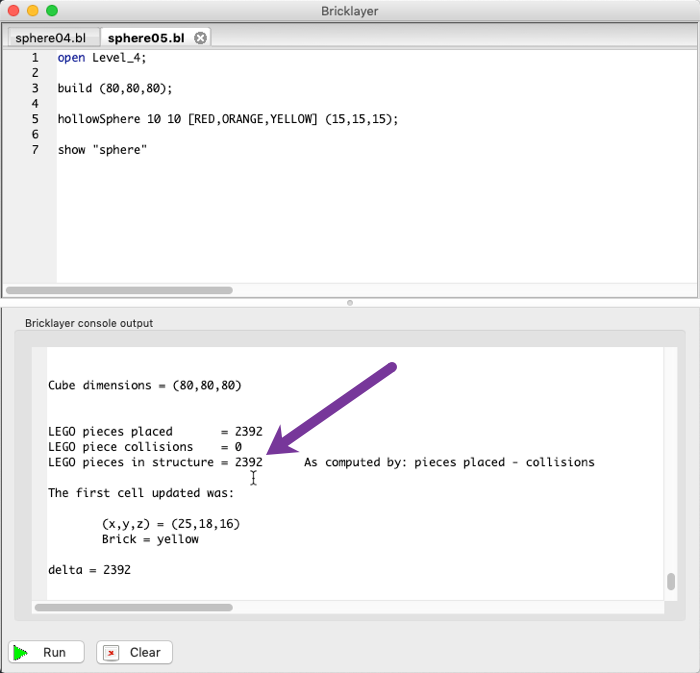 Bricklayer
sphere04.bl sphere05.bl
1 open Level_4;
2
3 build (80,80,80);
4
5 hollowSphere 10 10 [RED,ORANGE,YELLOW] (15,15,15);
6
7 show "sphere"
Bricklayer console output
Cube dimensions = (80,80,80)
LEGO pieces placed = 2392
LEGO piece collisions = 0
LEGO pieces in structure = 2392 As computed by: pieces placed - collisions
The first cell updated was:
(x,y,z) = (25,18,16)
Brick = yellow
delta = 2392
Run Clear